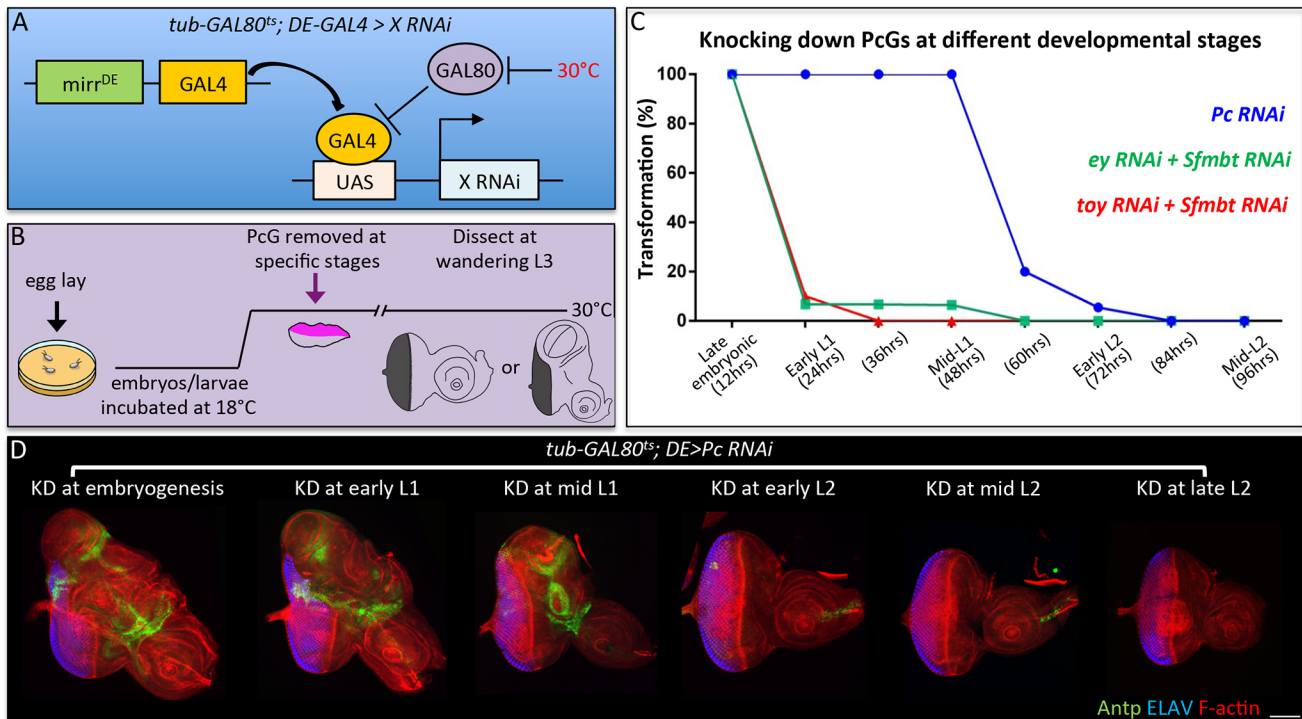 A
tub-GAL80ts; DE-GAL4 > X RNAi
mirrDE
GAL4
GAL80
30°C
GAL4
UAS
X RNAi
B
egg lay
PcG removed at
specific stages
Dissect at
wandering L3
30°C
embryos/larvae
incubated at 18°C
or
C
Knocking down PcGs at different developmental stages
Transformation (%)
100
80
60
40
20
0
Pc RNAi
ey RNAi + Sfmbt RNAi
toy RNAi + Sfmbt RNAi
Late
embryonic
(12hrs)
Early L1
(24hrs)
(36hrs)
Mid-L1
(48hrs)
(60hrs)
Early L2
(72hrs)
(84hrs)
Mid-L2
(96hrs)
D
tub-GAL80ts; DE>Pc RNAi
KD at embryogenesis
KD at early L1
KD at mid L1
KD at early L2
KD at mid L2
KD at late L2
Antp ELAV F-actin